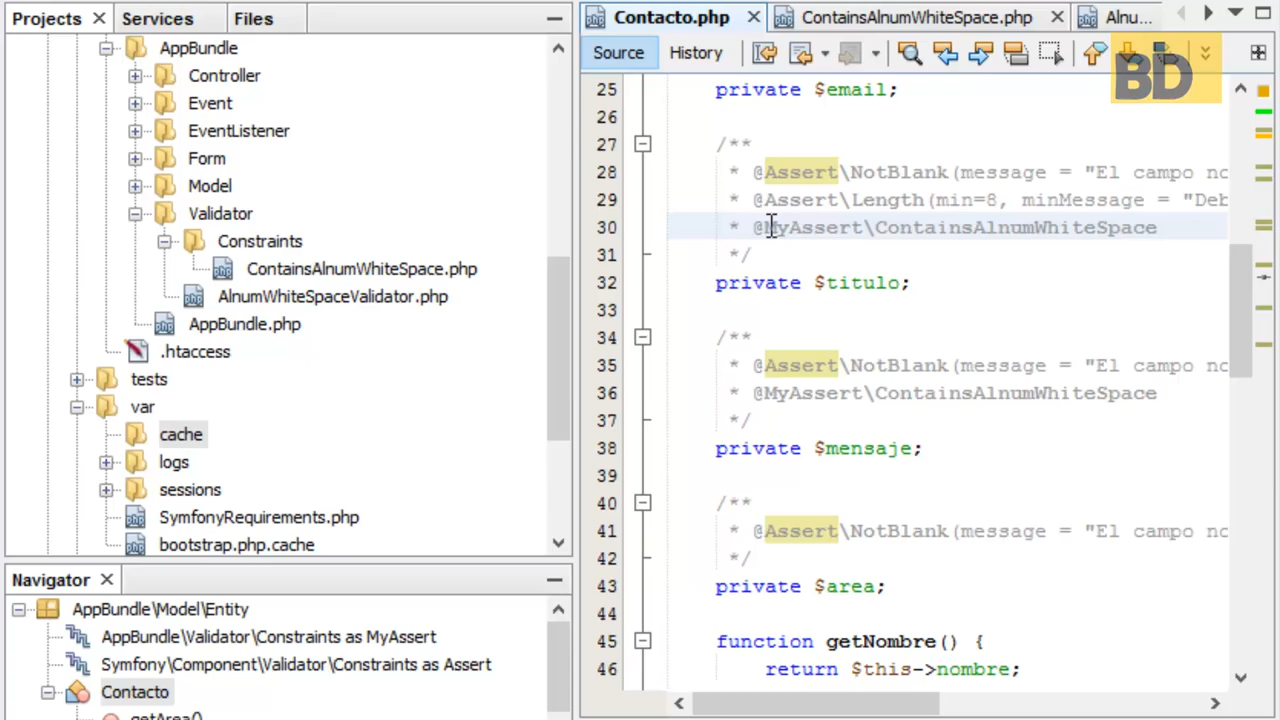 Projects
Services
Files
AppBundle
Controller
Event
EventListener
Form
Model
Validator
Constraints
ContainsAlnumWhiteSpace.php
AlnumWhiteSpaceValidator.php
AppBundle.php
.htaccess
tests
var
cache
logs
sessions
SymfonyRequirements.php
bootstrap.php.cache
Navigator
AppBundle\Model\Entity
AppBundle\Validator\Constraints as MyAssert
Symfony\Component\Validator\Constraints as Assert
Contacto
getArea()
Contacto.php
ContainsAlnumWhiteSpace.php
Alnu...
Source
History
BD
25 private $email;
26
27 /**
28 * @Assert\NotBlank(message = "El campo no
29 * @Assert\Length(min=8, minMessage = "Deb
30 * @MyAssert\ContainsAlnumWhiteSpace
31 */
32 private $titulo;
33
34 /**
35 * @Assert\NotBlank(message = "El campo no
36 * @MyAssert\ContainsAlnumWhiteSpace
37 */
38 private $mensaje;
39
40 /**
41 * @Assert\NotBlank(message = "El campo no
42 */
43 private $area;
44
45 function getNombre() {
46 return $this->nombre;